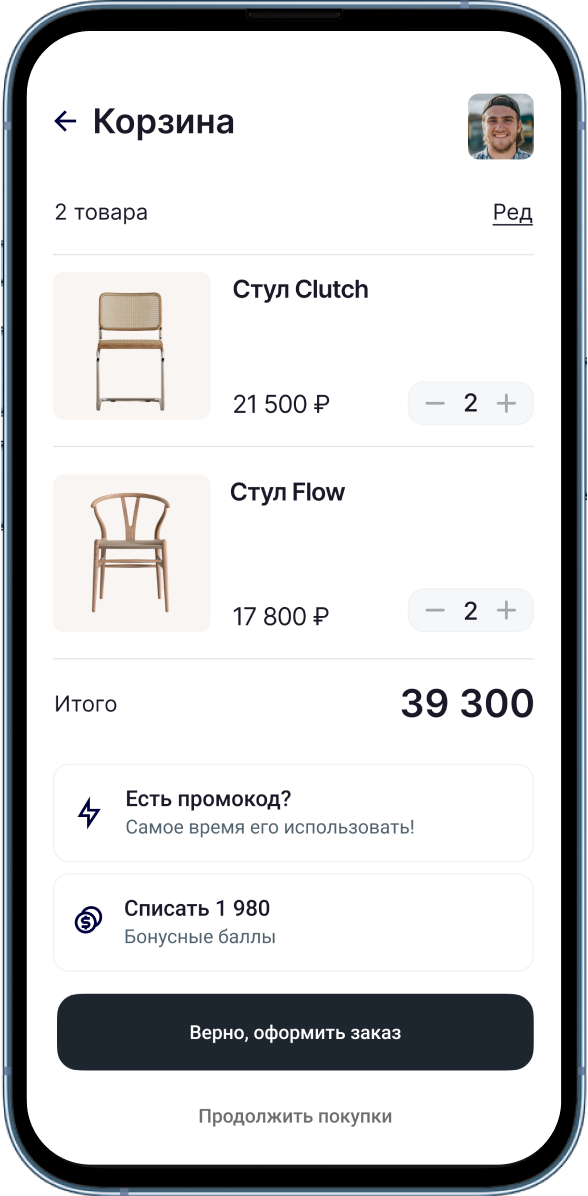 Корзина
2 товара
Ред
Стул Clutch
21 500 ₽
2
Стул Flow
17 800 ₽
2
Итого
39 300
Есть промокод?
Самое время его использовать!
Списать 1 980
Бонусные баллы
Верно, оформить заказ
Продолжить покупки